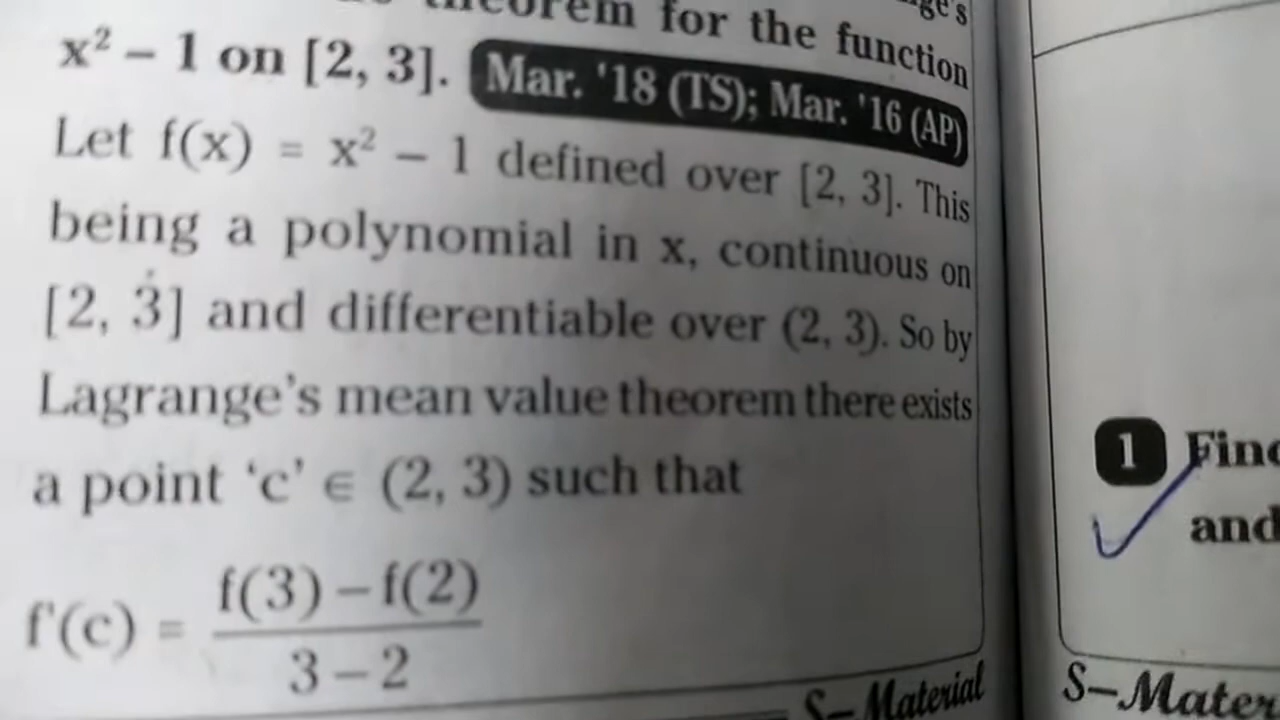 theorem for the function
x² – 1 on [2, 3]. Mar. '18 (TS); Mar. '16 (AP)
Let f(x) = x² – 1 defined over [2, 3]. This
being a polynomial in x, continuous on
[2, 3] and differentiable over (2, 3). So by
Lagrange's mean value theorem there exists
a point 'c' ∈ (2, 3) such that
f'(c) = f(3) – f(2)
3 – 2
S–Material
1
and
S–Mater